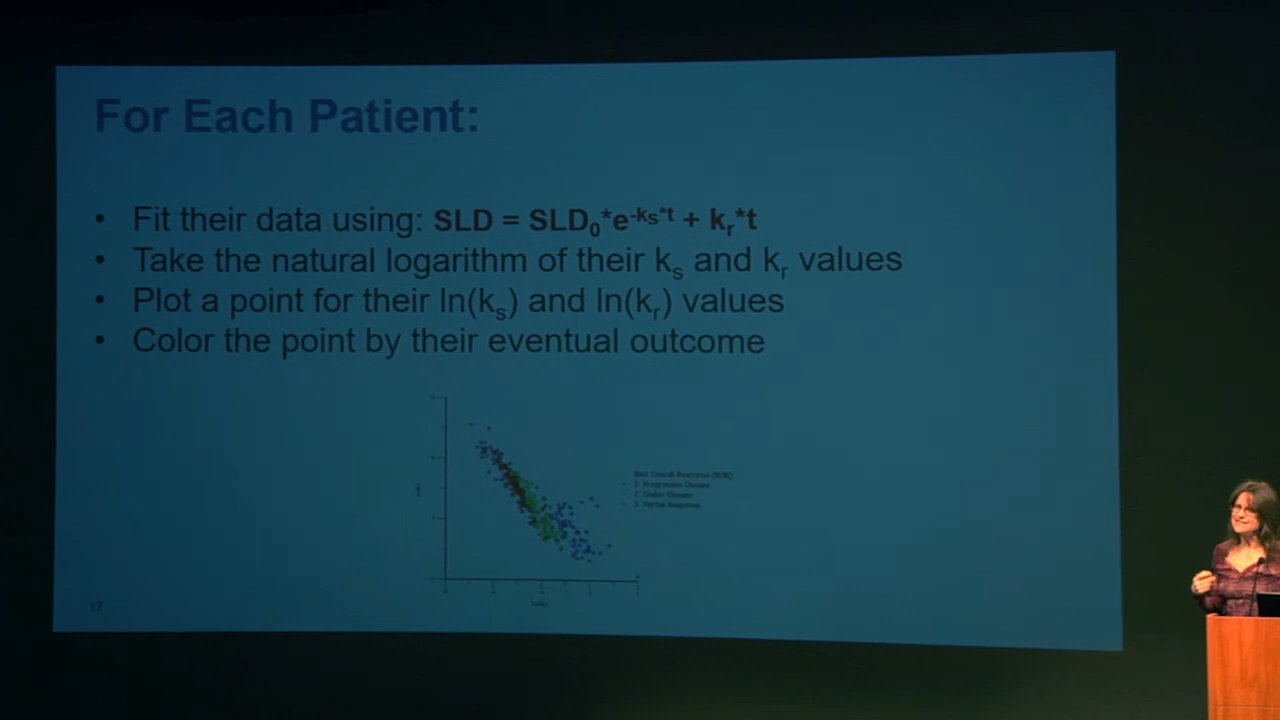 For Each Patient:
• Fit their data using: SLD = SLD₀*e^-kₛ*t + kᵣ*t
• Take the natural logarithm of their kₛ and kᵣ values
• Plot a point for their ln(kₛ) and ln(kᵣ) values
• Color the point by their eventual outcome
Best Overall Response (BOR)
1 Progressive Disease
2 Stable Disease
3 Partial Response
17